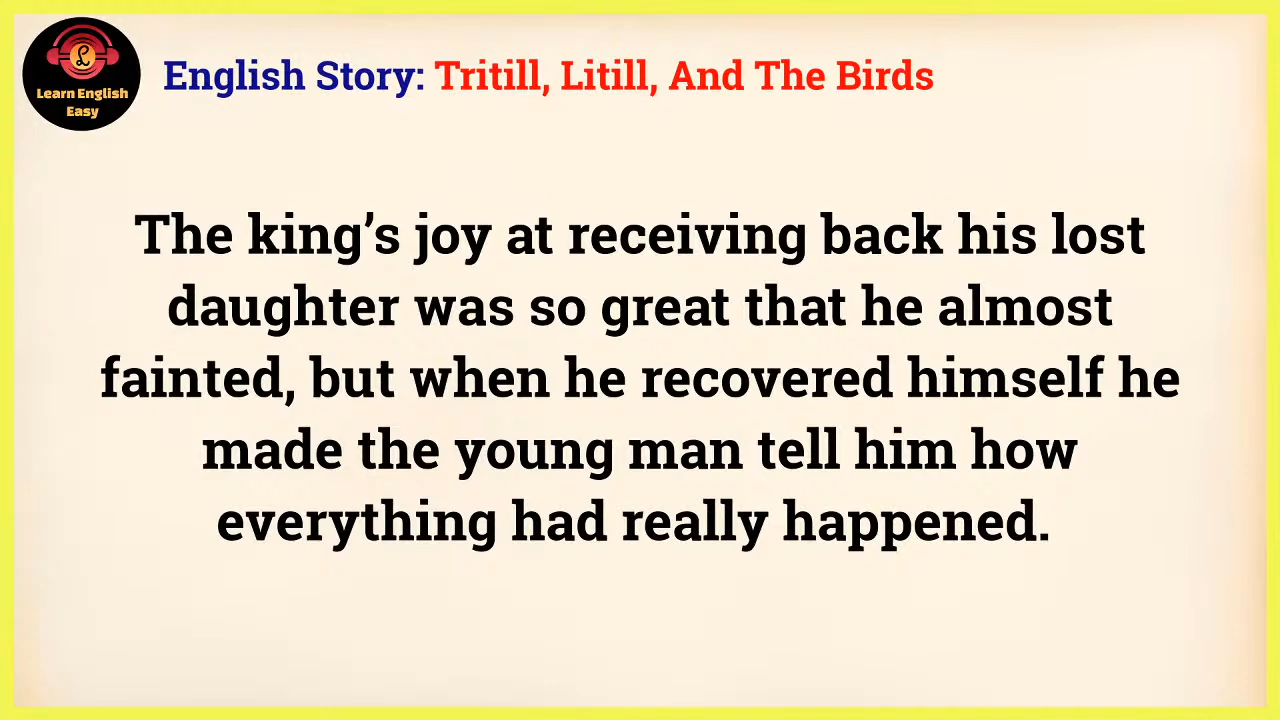 L
Learn English
Easy
English Story: Tritill, Litill, And The Birds
The king’s joy at receiving back his lost
daughter was so great that he almost
fainted, but when he recovered himself he
made the young man tell him how
everything had really happened.